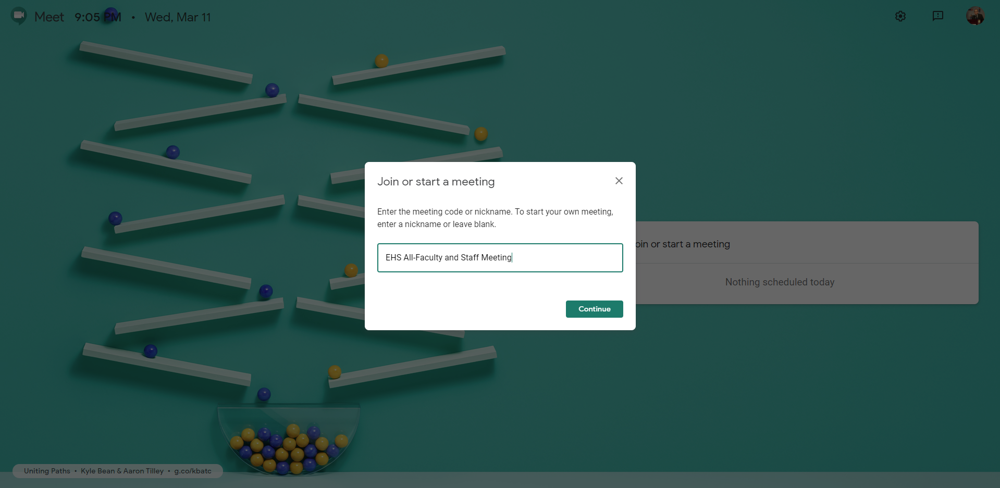 Meet 9:05 PM • Wed, Mar 11
Join or start a meeting
Enter the meeting code or nickname. To start your own meeting,
enter a nickname or leave blank.
EHS All-Faculty and Staff Meeting
Continue
oin or start a meeting
Nothing scheduled today
Uniting Paths • Kyle Bean & Aaron Tilley • g.co/kbatc